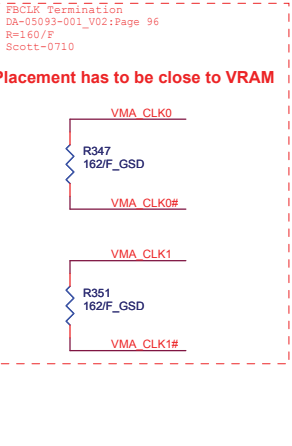 FBCLK Termination
DA-05093-001_V02:Page 96
R=160/F
Scott-0710
Placement has to be close to VRAM
VMA_CLK0
R347
162/F_GSD
VMA_CLK0#
VMA_CLK1
R351
162/F_GSD
VMA_CLK1#